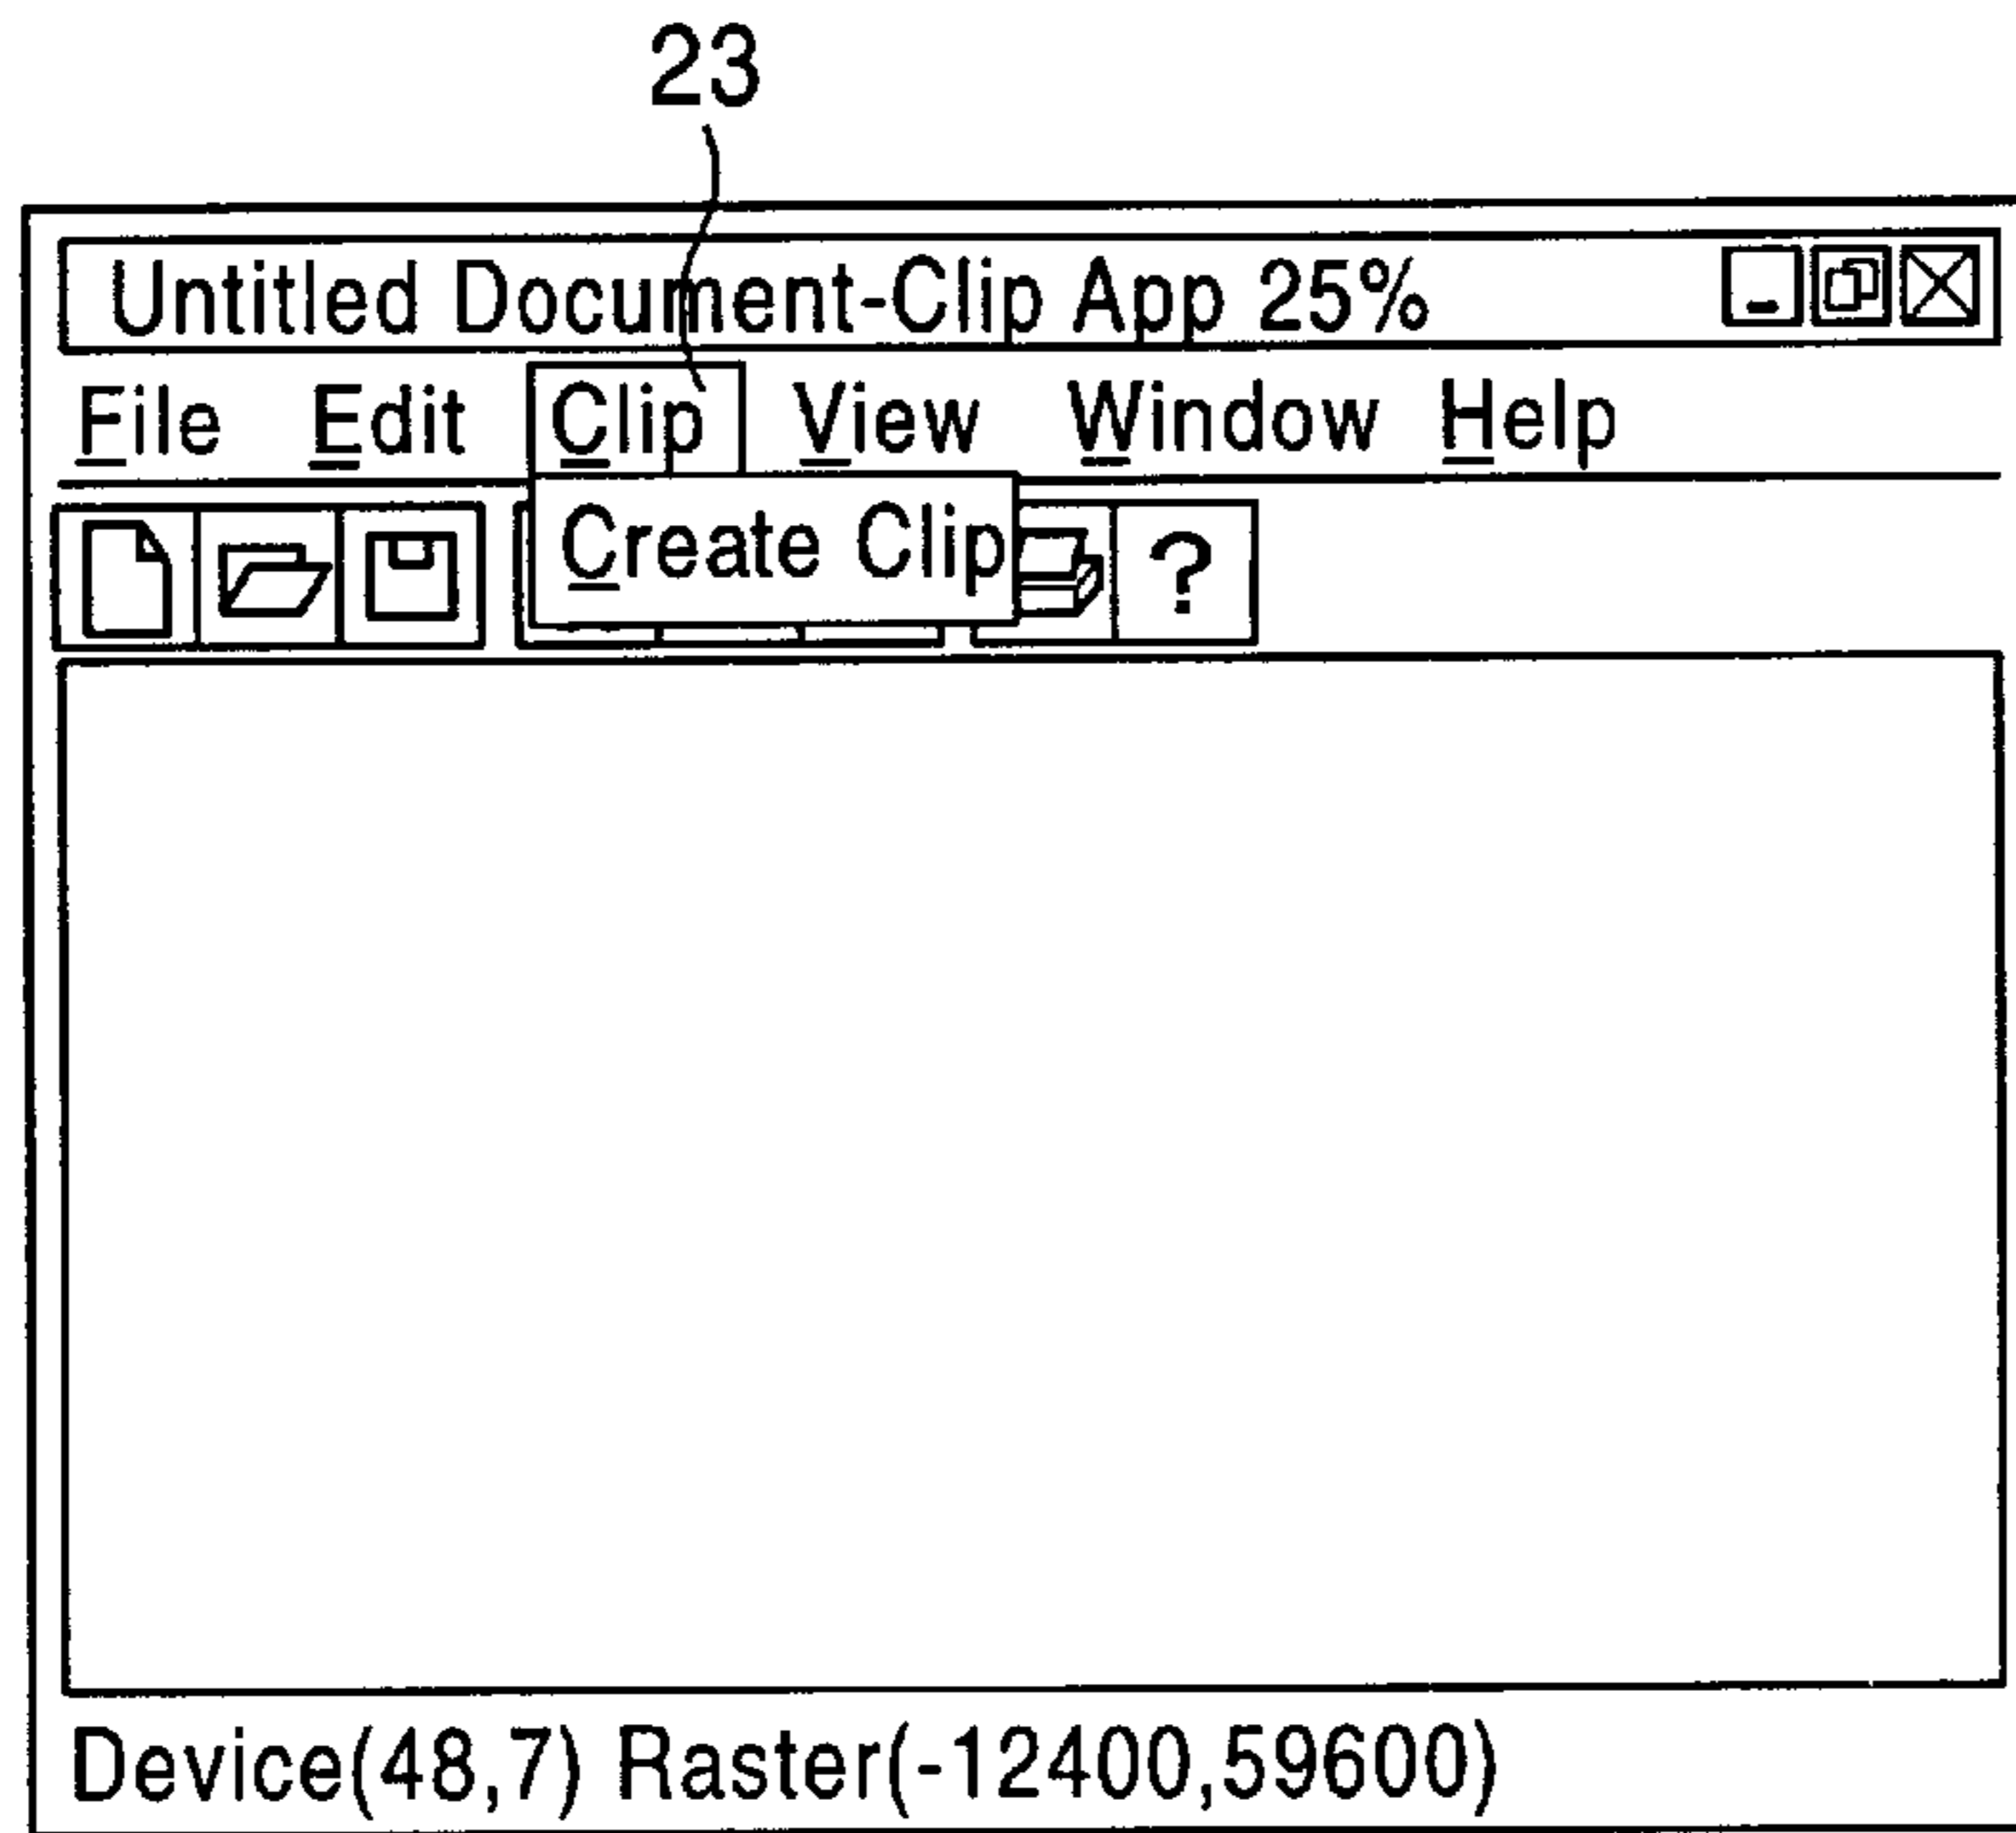 23
Untitled Document-Clip App 25%
File Edit Clip View Window Help
Create Clip
?
Device(48,7) Raster(-12400,59600)